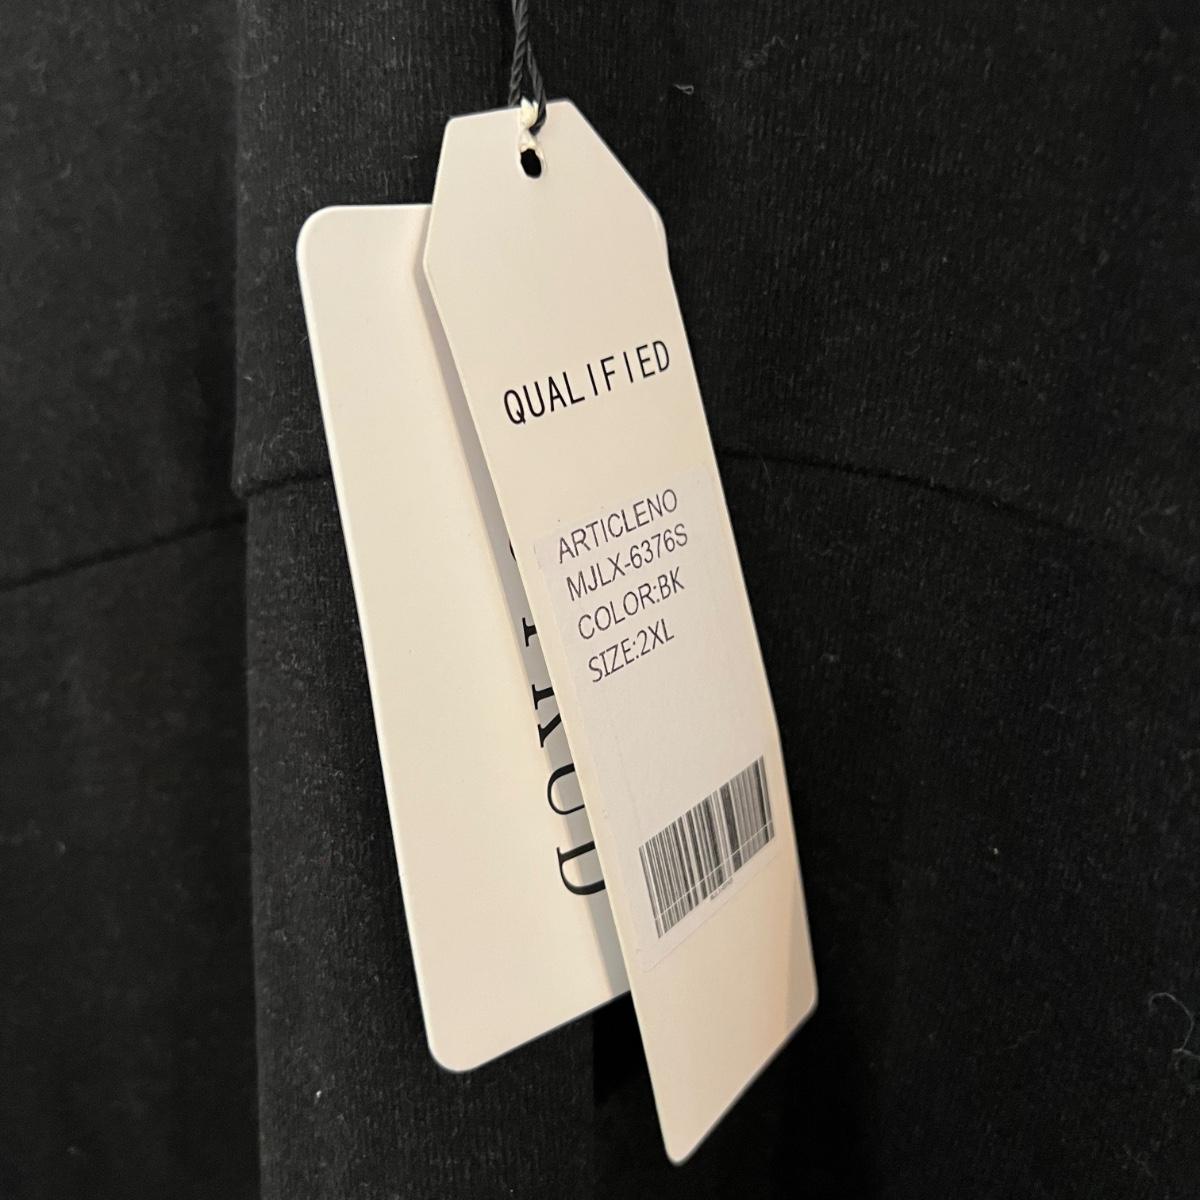 QUALIFIED
ARTICLENO
MJLX-6376S
COLOR:BK
SIZE:2XL